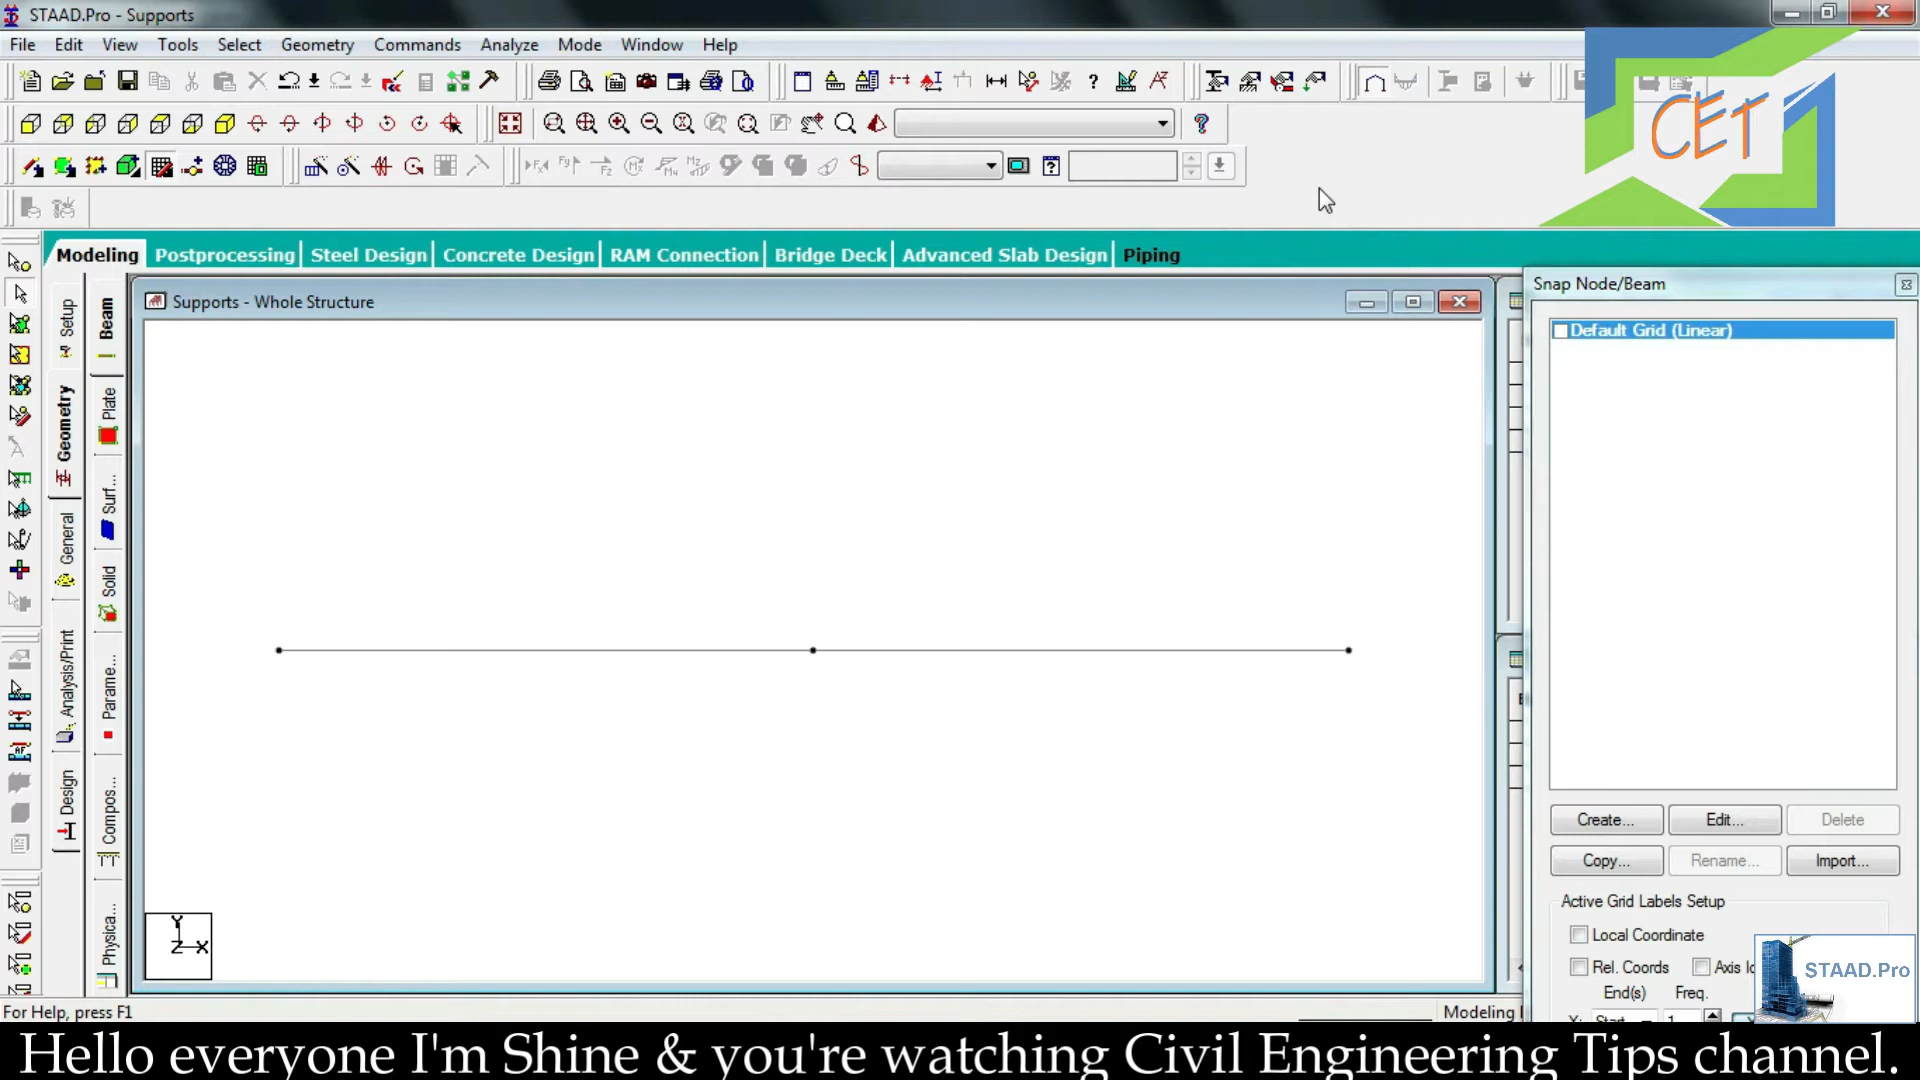 STAAD.Pro - Supports
File Edit View Tools Select Geometry Commands Analyze Mode Window Help
CET
Modeling Postprocessing Steel Design Concrete Design RAM Connection Bridge Deck Advanced Slab Design Piping
Setup
Geometry
General
Analysis/Print
Design
Beam
Plate
Surf...
Solid
Parame...
Compos...
Physica...
Supports - Whole Structure
Y
Z X
Snap Node/Beam
Default Grid (Linear)
Create... Edit... Delete
Copy... Rename... Import...
Active Grid Labels Setup
Local Coordinate
Rel. Coords
End(s) Freq.
STAAD.Pro
For Help, press F1
Hello everyone I'm Shine & you're watching Civil Engineering Tips channel.